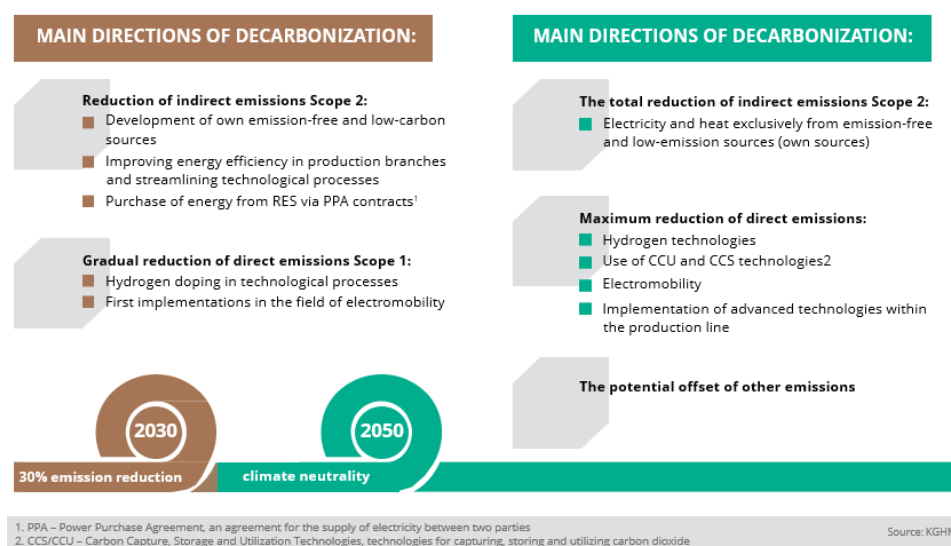 MAIN DIRECTIONS OF DECARBONIZATION:
Reduction of indirect emissions Scope 2:
Development of own emission-free and low-carbon
sources
Improving energy efficiency in production branches
and streamlining technological processes
Purchase of energy from RES via PPA contracts¹
Gradual reduction of direct emissions Scope 1:
Hydrogen doping in technological processes
First implementations in the field of electromobility
MAIN DIRECTIONS OF DECARBONIZATION:
The total reduction of indirect emissions Scope 2:
Electricity and heat exclusively from emission-free
and low-emission sources (own sources)
Maximum reduction of direct emissions:
Hydrogen technologies
Use of CCU and CCS technologies2
Electromobility
Implementation of advanced technologies within
the production line
The potential offset of other emissions
2030
2050
30% emission reduction
climate neutrality
1. PPA – Power Purchase Agreement, an agreement for the supply of electricity between two parties
2. CCS/CCU – Carbon Capture, Storage and Utilization Technologies, technologies for capturing, storing and utilizing carbon dioxide
Source: KGHM